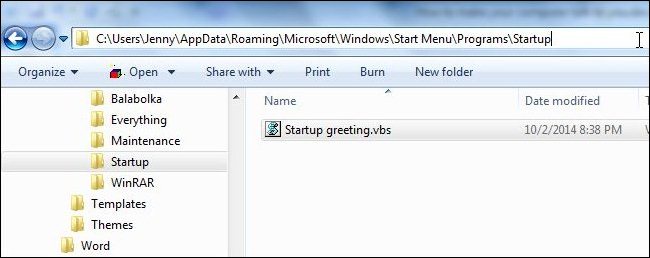 C:\Users\Jenny\AppData\Roaming\Microsoft\Windows\Start Menu\Programs\Startup
Organize Open Share with Print Burn New folder
Balabolka
Everything
Maintenance
Startup
WinRAR
Templates
Themes
Word
Name Date modified
Startup greeting.vbs 10/2/2014 8:38 PM